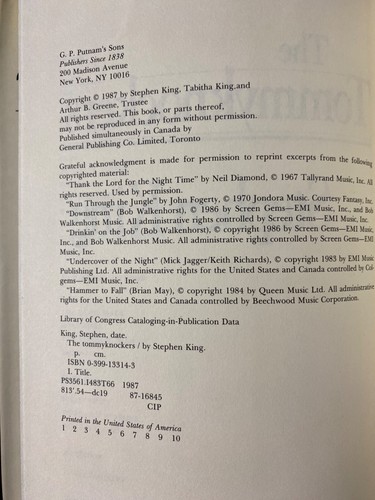 The
Tommyk
G. P. Putnam's Sons
Publishers Since 1838
200 Madison Avenue
New York, NY 10016
Copyright © 1987 by Stephen King, Tabitha King,and
Arthur B. Greene, Trustee
All rights reserved. This book, or parts thereof,
may not be reproduced in any form without permission.
Published simultaneously in Canada by
General Publishing Co. Limited, Toronto
Grateful acknowledgment is made for permission to reprint excerpts from the following
copyrighted material:
"Thank the Lord for the Night Time" by Neil Diamond, © 1967 Tallyrand Music, Inc. All
rights reserved. Used by permission.
"Run Through the Jungle" by John Fogerty, © 1970 Jondora Music. Courtesy Fantasy, Inc.
"Downstream" (Bob Walkenhorst), © 1986 by Screen Gems—EMI Music, Inc., and Bob
Walkenhorst Music. All administrative rights controlled by Screen Gems—EMI Music, Inc.
"Drinkin' on the Job" (Bob Walkenhorst), © copyright 1986 by Screen Gems—EMI Music,
Inc., and Bob Walkenhorst Music. All administrative rights controlled by Screen Gems—EMI
Music, Inc.
"Undercover of the Night" (Mick Jagger/Keith Richards), © copyright 1983 by EMI Music
Publishing Ltd. All administrative rights for the United States and Canada controlled by Col-
gems—EMI Music, Inc.
"Hammer to Fall" (Brian May), © copyright 1984 by Queen Music Ltd. All administrative
rights for the United States and Canada controlled by Beechwood Music Corporation.
Library of Congress Cataloging-in-Publication Data
King, Stephen, date.
The tommyknockers / by Stephen King.
p. cm.
ISBN 0-399-13314-3
I. Title.
PS3561.I483T66 1987
813'.54—dc19 87-16845
CIP
Printed in the United States of America
1 2 3 4 5 6 7 8 9 10